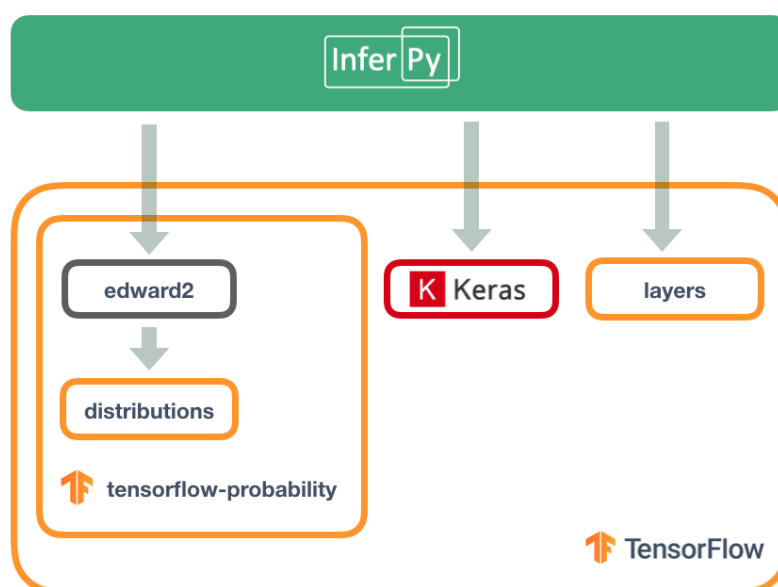 InferPy
edward2
K Keras
layers
distributions
tensorflow-probability
TensorFlow